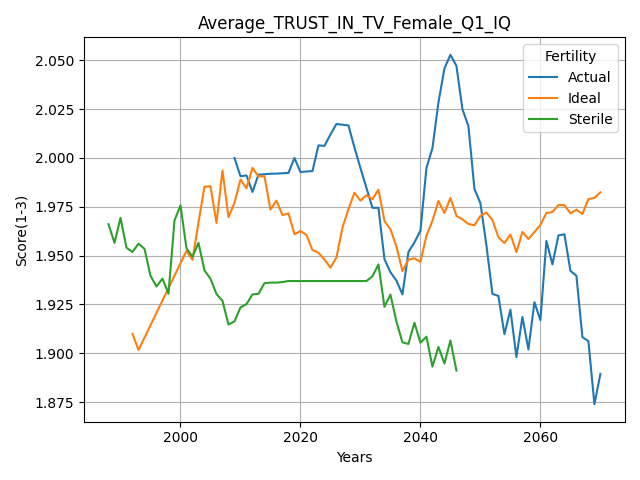 Average_TRUST_IN_TV_Female_Q1_IQ
Score(1-3)
2.050
2.025
2.000
1.975
1.950
1.925
1.900
1.875
Fertility
Actual
Ideal
Sterile
2000
2020
2040
2060
Years